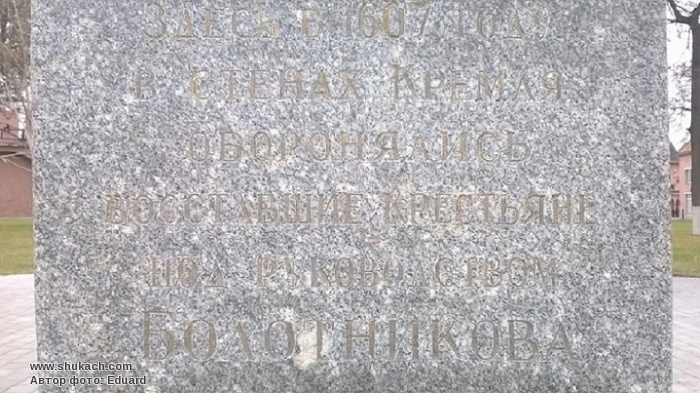 Здесь в 1607 году
в стенах Кремля
оборонялись
восставшие крестьяне
под руководством
Болотникова
www.shukach.com
Автор фото: Eduard